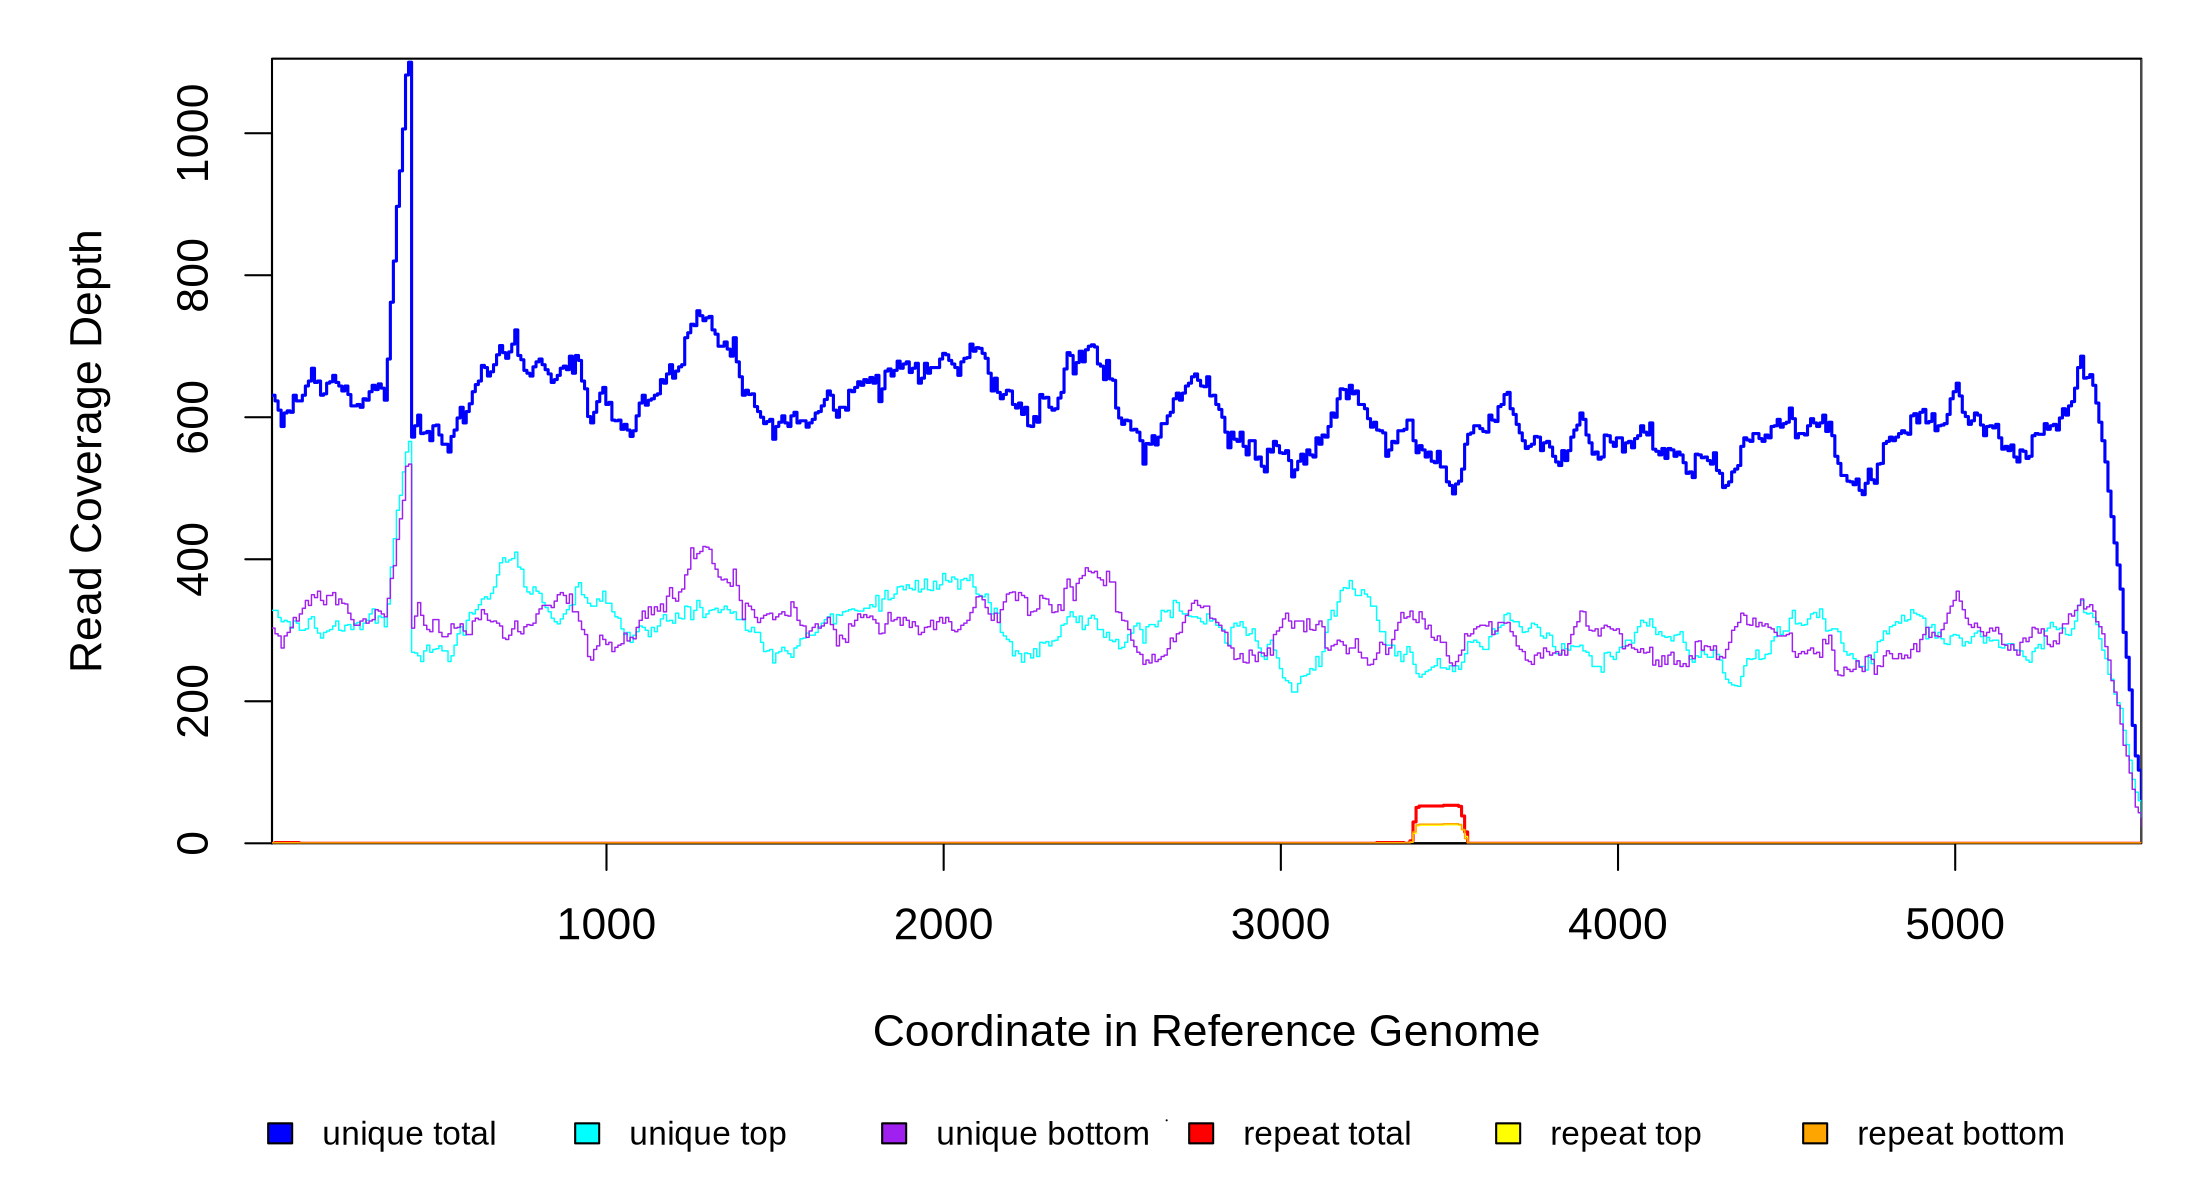 Read Coverage Depth
1000
800
600
400
200
0
1000 2000 3000 4000 5000
Coordinate in Reference Genome
unique total unique top unique bottom repeat total repeat top repeat bottom